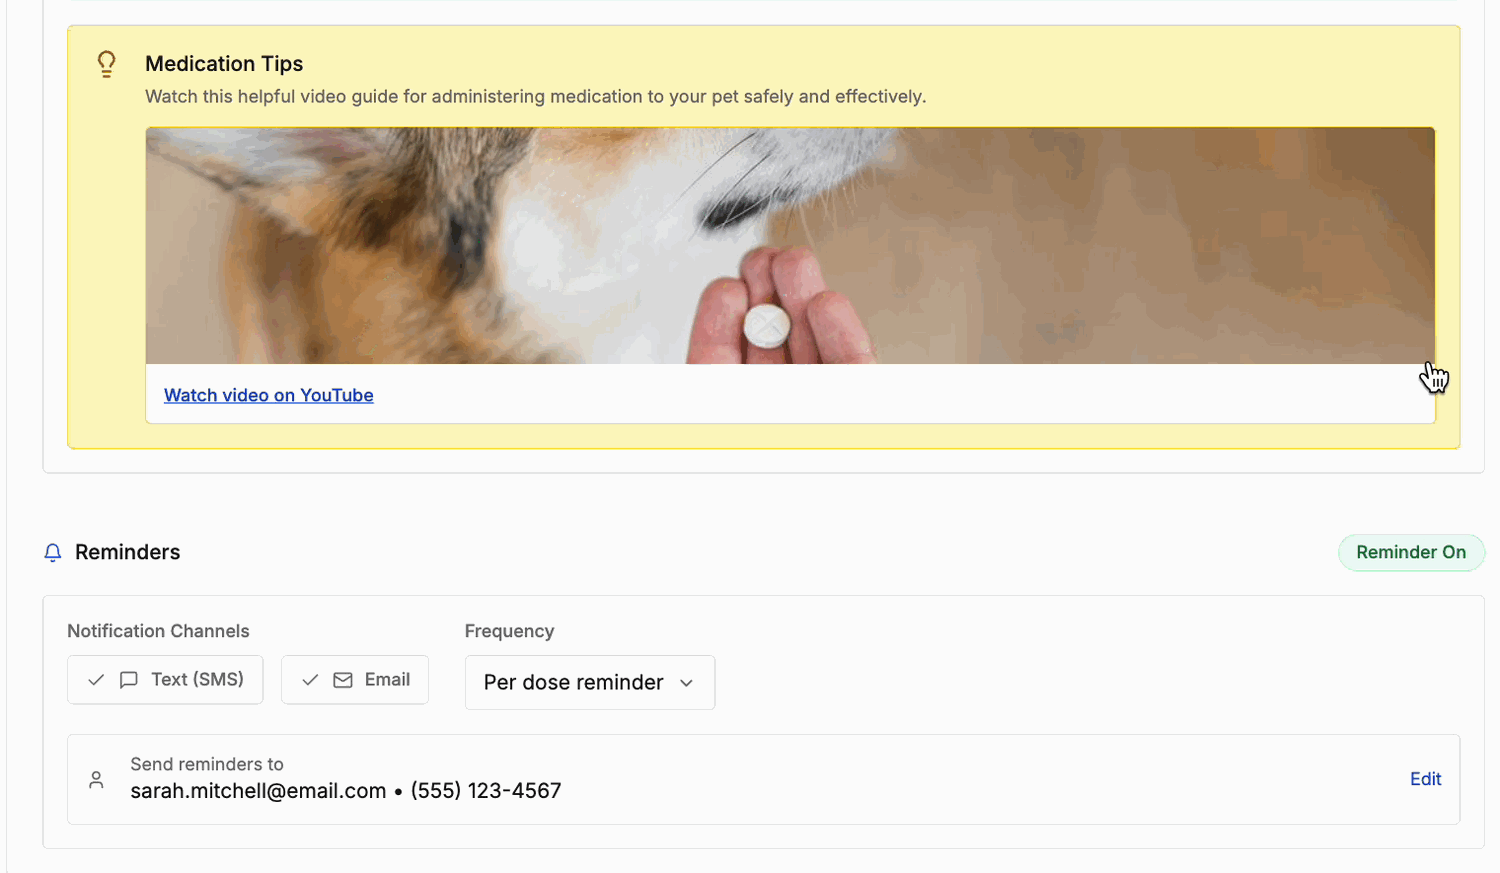 Medication Tips
Watch this helpful video guide for administering medication to your pet safely and effectively.
Watch video on YouTube
Reminders
Reminder On
Notification Channels
Frequency
Text (SMS)
Email
Per dose reminder
Send reminders to
sarah.mitchell@email.com • (555) 123-4567
Edit